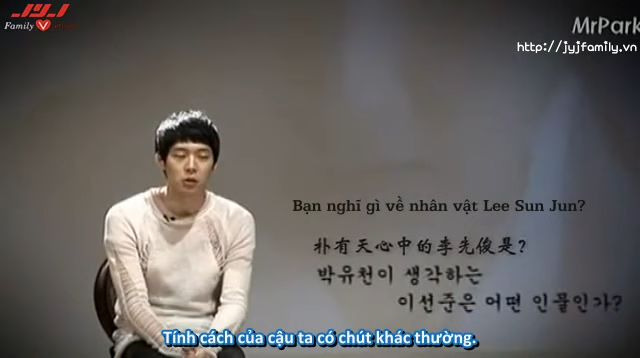 JYJ
Family
MrPark
http://jyjfamily.vn
Bạn nghĩ gì về nhân vật Lee Sun Jun?
朴有天心中的李先俊是?
박유천이 생각하는
이선준은 어떤 인물인가?
Tính cách của cậu ta có chút khác thường.